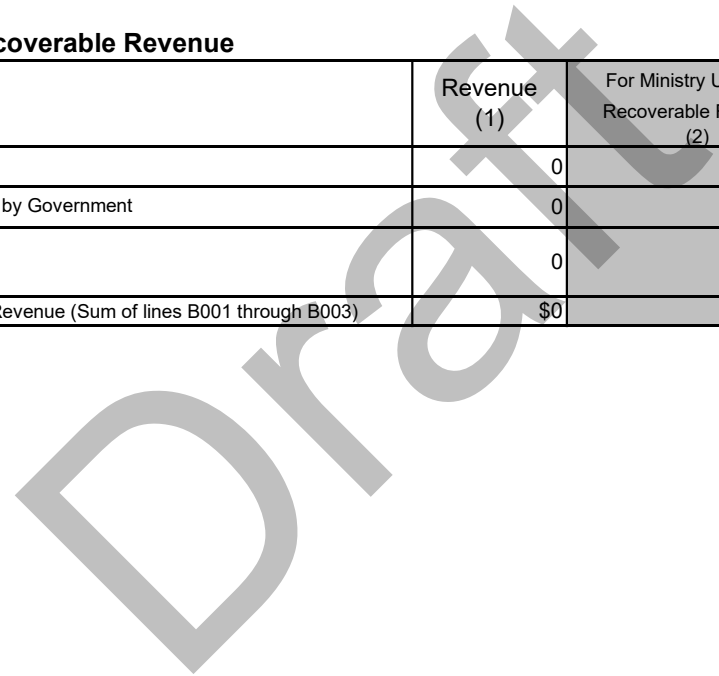 coverable Revenue
Revenue
(1)
For Ministry U
Recoverable
(2)
0
by Government 0
0
Revenue (Sum of lines B001 through B003) $0
Draft